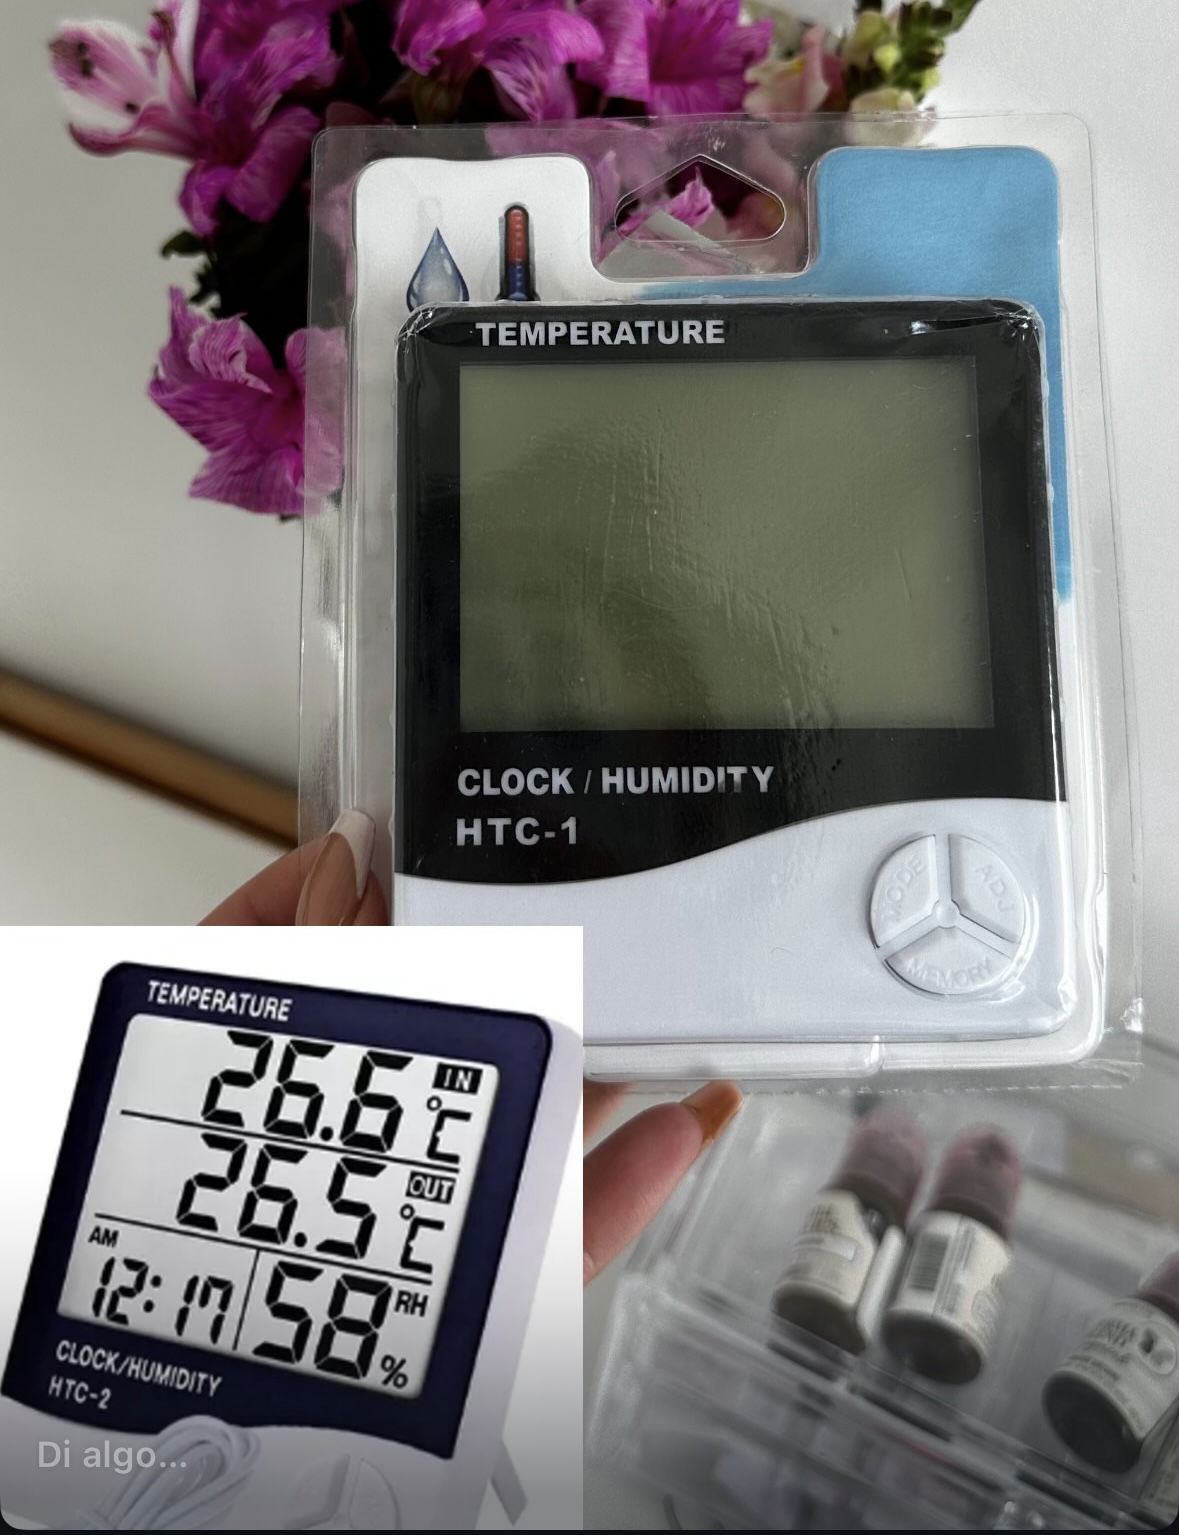 TEMPERATURE
CLOCK / HUMIDITY
HTC-1
MODE
ADJ
MEMORY
TEMPERATURE
26.6 IN °C
26.5 OUT °C
AM
12:17 58 RH %
CLOCK/HUMIDITY
HTC-2
Di algo...